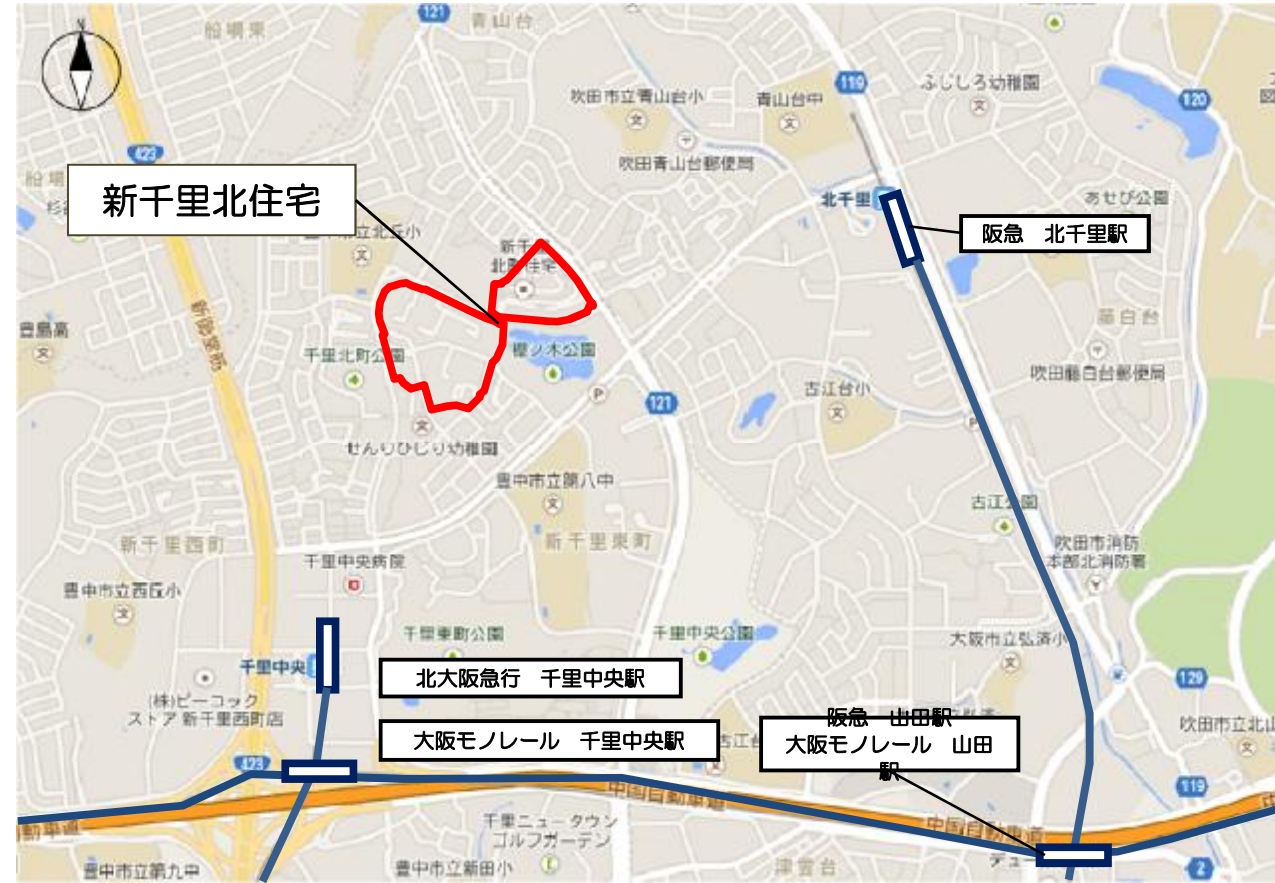 N
121
青山台
船場東
119
ふじしろ幼稚園
120
吹田市立青山台小
青山台中
423
吹田青山台郵便局
新千里北住宅
北千里
あせび公園
阪急 北千里駅
新御堂筋
豊島高
千里北町公園
樫ノ木公園
藤白台
吹田藤白台郵便局
古江台小
121
せんりひじり幼稚園
豊中市立第八中
古江公園
新千里西町
新千里東町
千里中央病院
吹田市消防
本部北消防署
豊中市立西丘小
千里東町公園
千里中央公園
大阪市立弘済小
千里中央
北大阪急行 千里中央駅
129
(株)ピーコック
ストア 新千里西町店
大阪モノレール 千里中央駅
阪急 山田駅
大阪モノレール 山田
駅
吹田市立北山
423
119
中国自動車道
中国自動車道
千里ニュータウン
ゴルフガーデン
豊中市立第九中
豊中市立新田小
津雲台
デュー
2